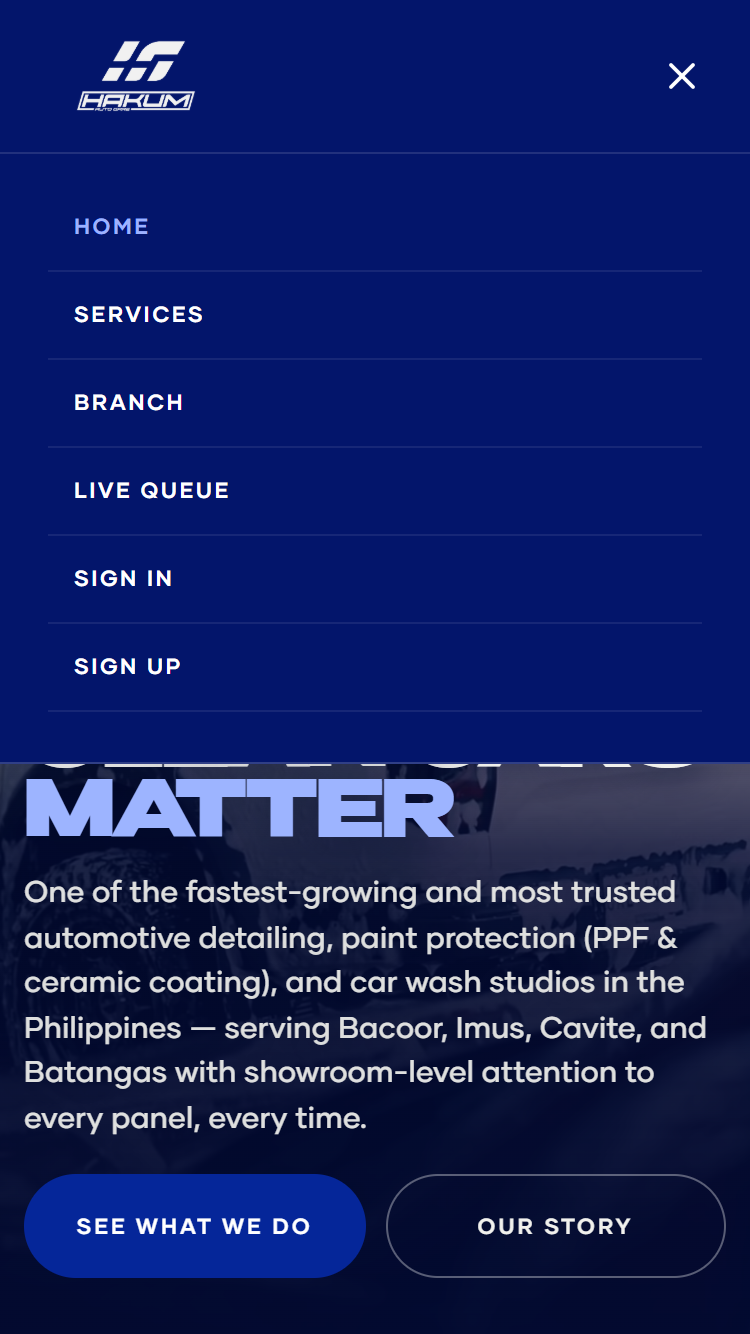 HAKUM
AUTO CARE
HOME
SERVICES
BRANCH
LIVE QUEUE
SIGN IN
SIGN UP
MATTER
One of the fastest-growing and most trusted
automotive detailing, paint protection (PPF &
ceramic coating), and car wash studios in the
Philippines — serving Bacoor, Imus, Cavite, and
Batangas with showroom-level attention to
every panel, every time.
SEE WHAT WE DO
OUR STORY